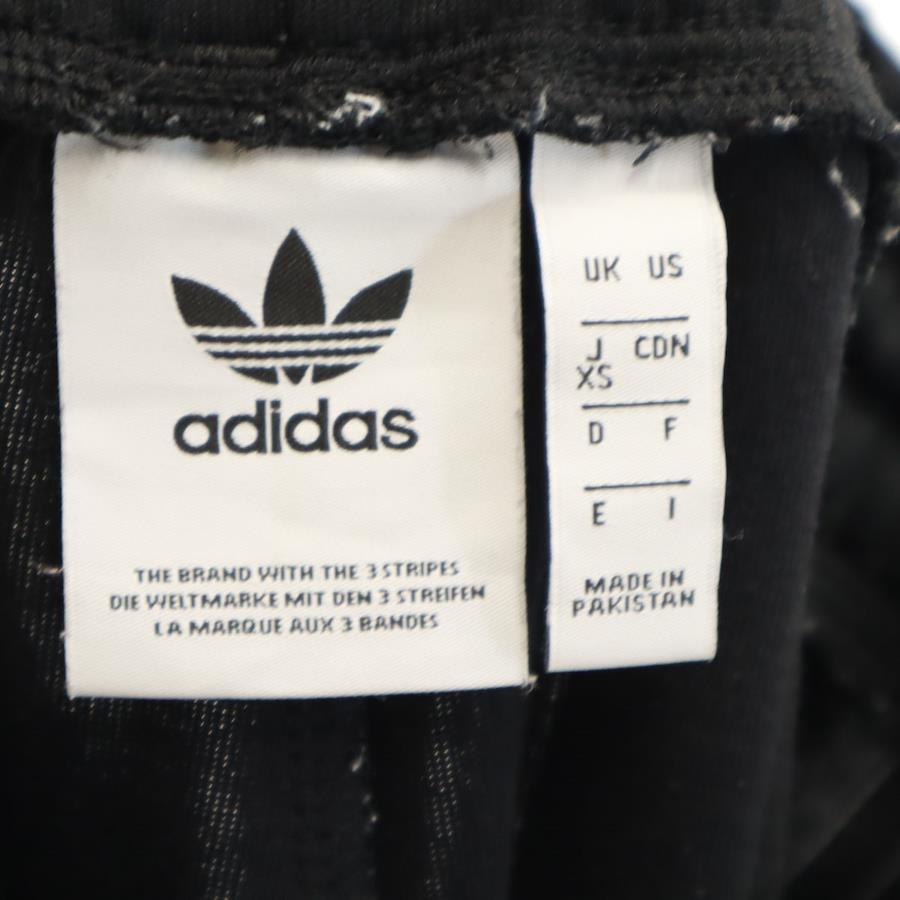 adidas
THE BRAND WITH THE 3 STRIPES
DIE WELTMARKE MIT DEN 3 STREIFEN
LA MARQUE AUX 3 BANDES
UK US
J CDN
XS
D F
E I
MADE IN
PAKISTAN